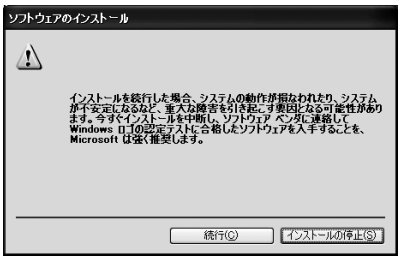 ソフトウェアのインストール
インストールを続行した場合、システムの動作が損なわれたり、システム
が不安定になるなど、重大な障害を引き起こす要因となる可能性があり
ます。今すぐインストールを中断し、ソフトウェア ベンダに連絡して
Windows ロゴの認定テストに合格したソフトウェアを入手することを、
Microsoft は強く推奨します。
続行(C)
インストールの停止(S)